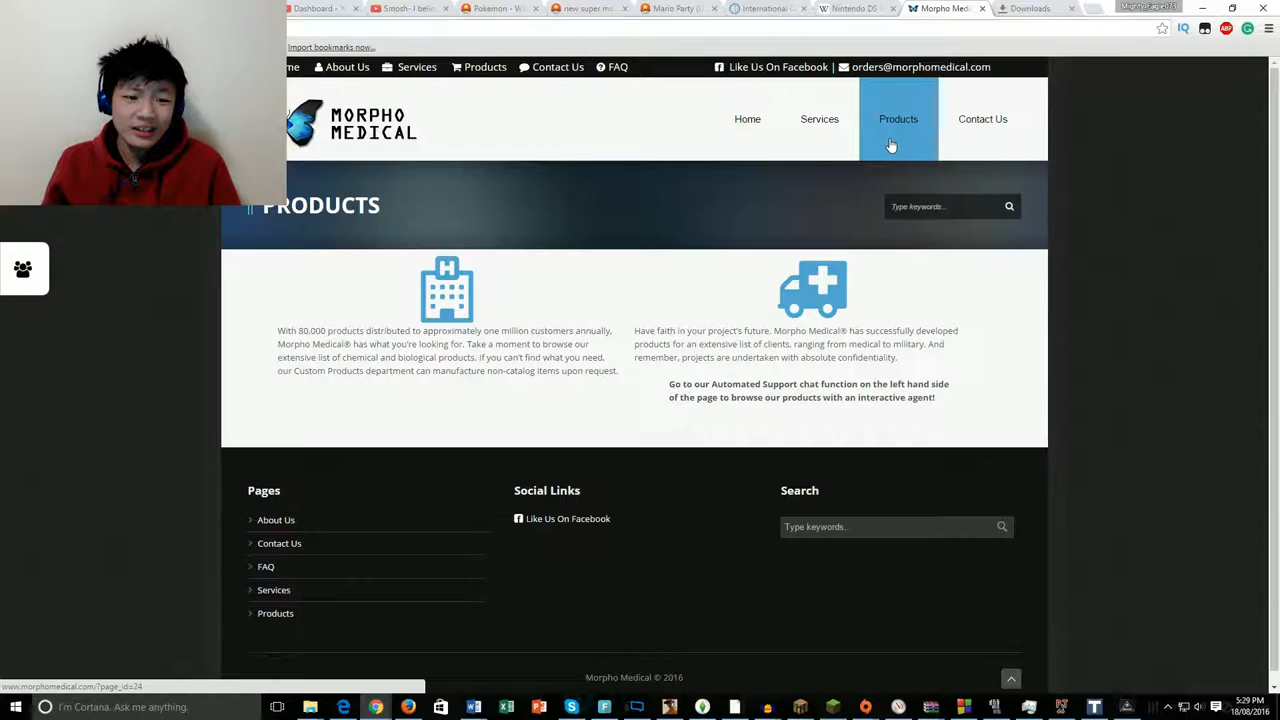 Dashboard -
Smosh- I belie
Pokemon - W
new super m
Mario Party (
International
Nintendo DS
Morpho Medi
Downloads
Mighty-Eagle073
Import bookmarks now...
me
About Us
Services
Products
Contact Us
FAQ
Like Us On Facebook | orders@morphomedical.com
MORPHO
MEDICAL
Home
Services
Products
Contact Us
PRODUCTS
Type keywords...
H
With 80,000 products distributed to approximately one million customers annually,
Morpho Medical® has what you're looking for. Take a moment to browse our
extensive list of chemical and biological products. If you can't find what you need,
our Custom Products department can manufacture non-catalog items upon request.
Have faith in your project's future. Morpho Medical® has successfully developed
products for an extensive list of clients, ranging from medical to military. And
remember, projects are undertaken with absolute confidentiality.
Go to our Automated Support chat function on the left hand side
of the page to browse our products with an interactive agent!
Pages
About Us
Contact Us
FAQ
Services
Products
Social Links
Like Us On Facebook
Search
Type keywords...
Morpho Medical © 2016
www.morphomedical.com/?page_id=24
I'm Cortana. Ask me anything.
5:29 PM
18/08/2016